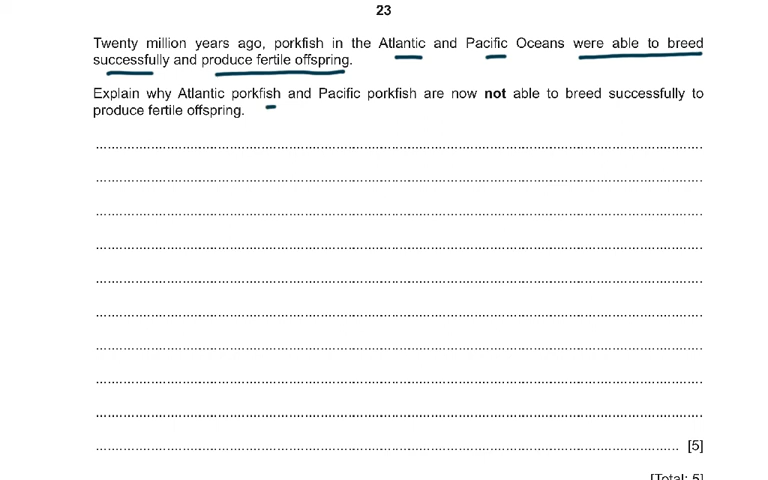 23
Twenty million years ago, porkfish in the Atlantic and Pacific Oceans were able to breed
successfully and produce fertile offspring.
Explain why Atlantic porkfish and Pacific porkfish are now not able to breed successfully to
produce fertile offspring.
[5]
[Total: 5]